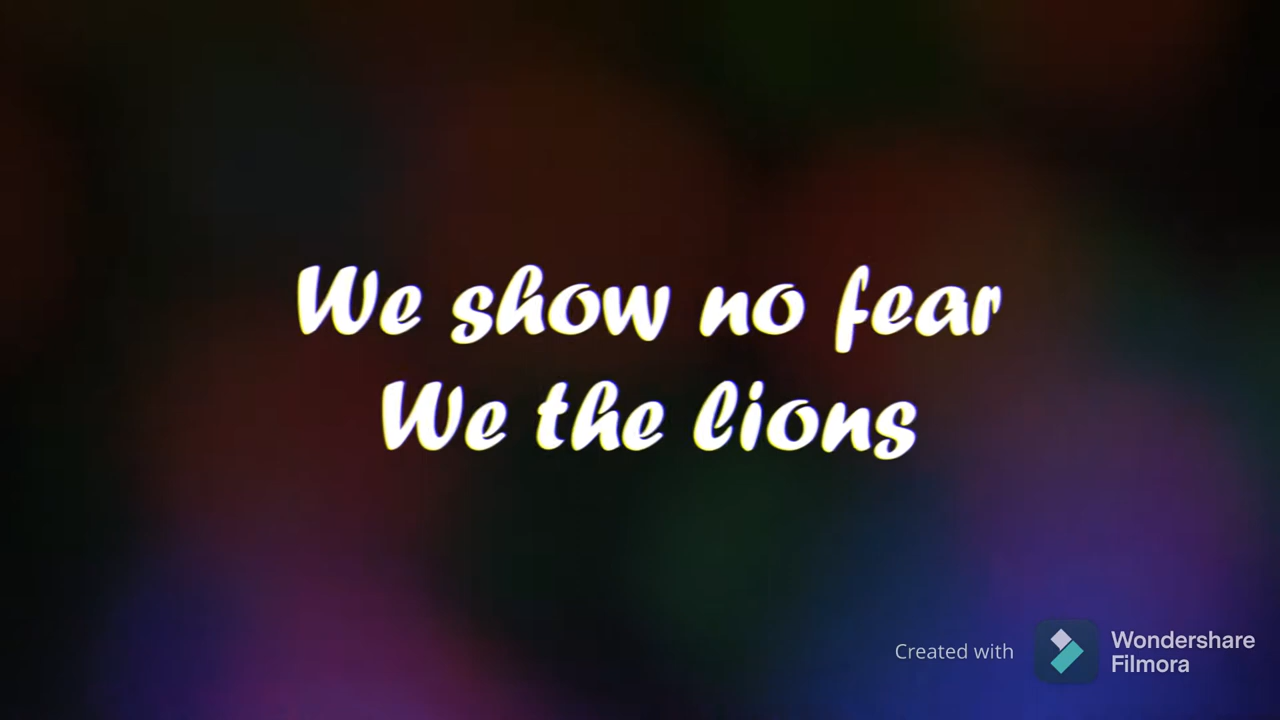 We show no fear
We the lions
Created with
Wondershare
Filmora